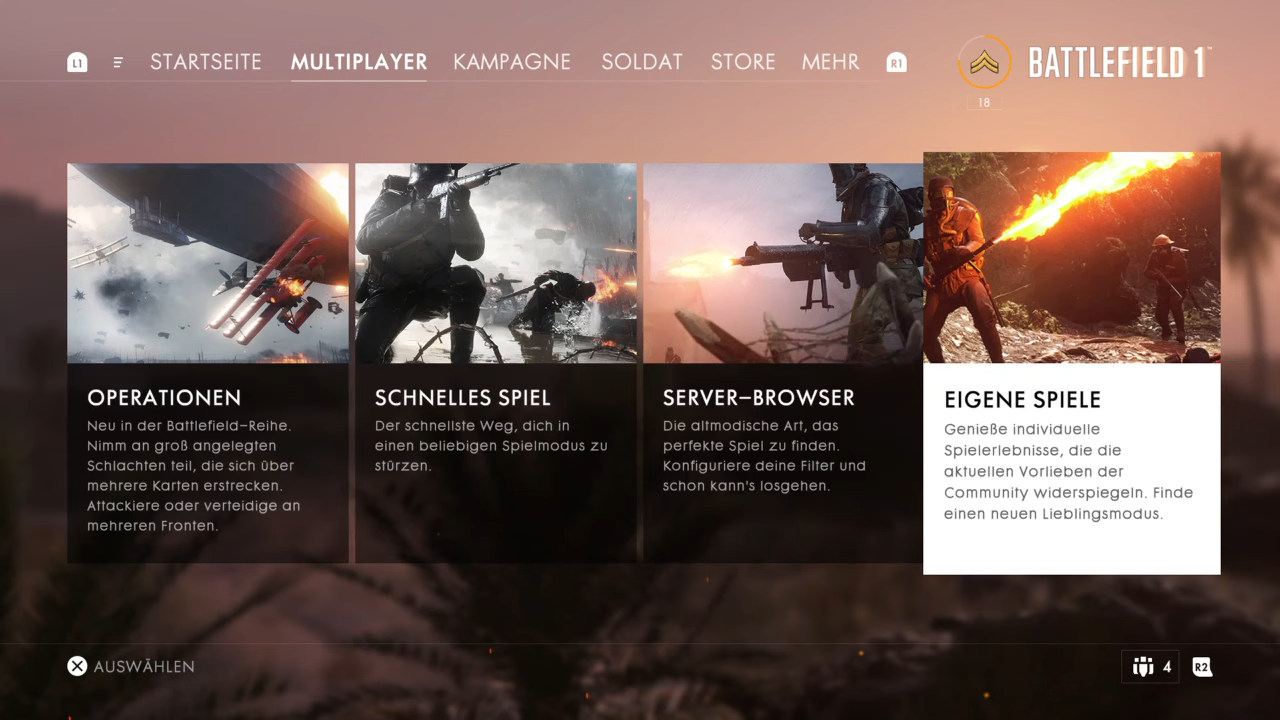 L1 STARTSEITE MULTIPLAYER KAMPAGNE SOLDAT STORE MEHR R1
BATTLEFIELD 1™
18
OPERATIONEN
Neu in der Battlefield-Reihe.
Nimm an groß angelegten
Schlachten teil, die sich über
mehrere Karten erstrecken.
Attackiere oder verteidige an
mehreren Fronten.
SCHNELLES SPIEL
Der schnellste Weg, dich in
einen beliebigen Spielmodus zu
stürzen.
SERVER-BROWSER
Die altmodische Art, das
perfekte Spiel zu finden.
Konfiguriere deine Filter und
schon kann's losgehen.
EIGENE SPIELE
Genieße individuelle
Spielerlebnisse, die die
aktuellen Vorlieben der
Community widerspiegeln. Finde
einen neuen Lieblingsmodus.
AUSWÄHLEN
4 R2